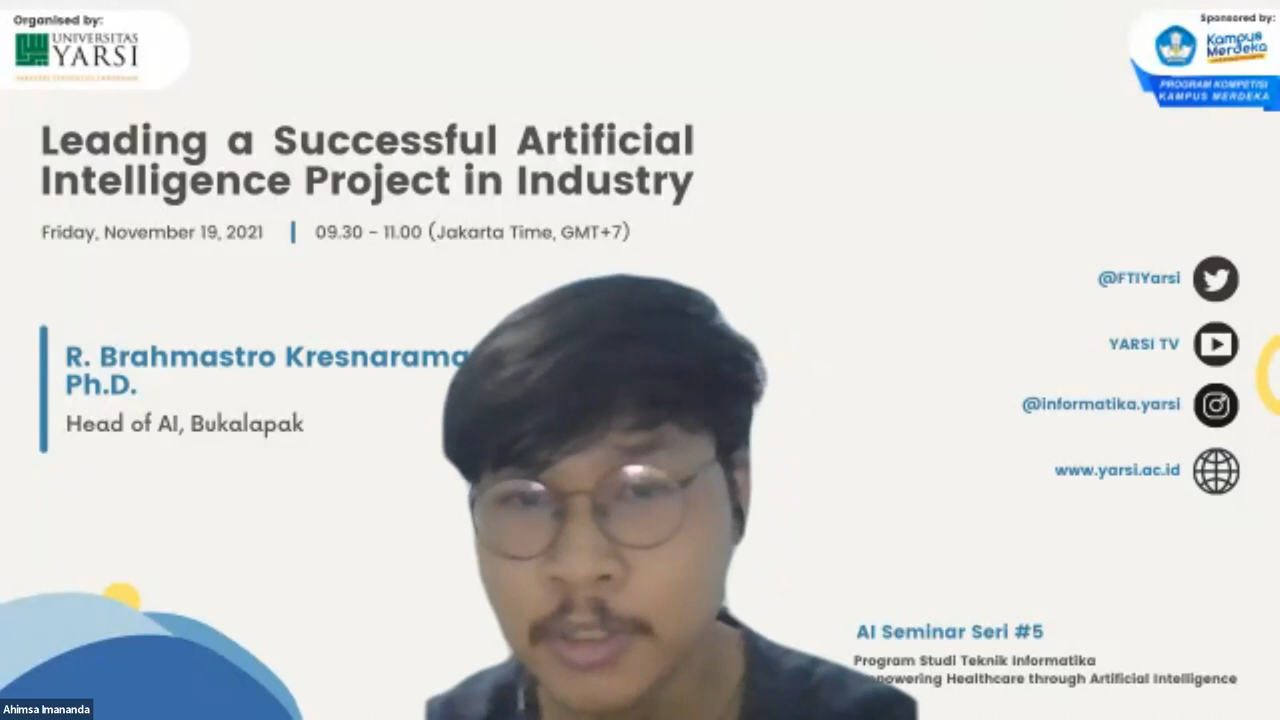 Organised by:
UNIVERSITAS
YARSI
Sponsored by:
Kampus
Merdeka
PROGRAM KOMPETISI
KAMPUS MERDEKA
Leading a Successful Artificial
Intelligence Project in Industry
Friday, November 19, 2021 | 09.30 - 11.00 (Jakarta Time, GMT+7)
R. Brahmastro Kresnarama
Ph.D.
Head of AI, Bukalapak
@FTIYarsi
YARSI TV
@informatika.yarsi
www.yarsi.ac.id
AI Seminar Seri #5
Program Studi Teknik Informatika
powering Healthcare through Artificial Intelligence
Ahimsa Imananda